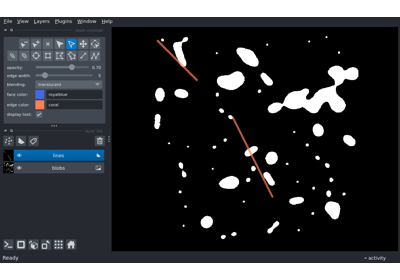 File View Layers Plugins Window Help
opacity: 0.70
edge width: 5
blending: translucent
face color: royalblue
edge color: coral
display text: ✓
lines
blobs
Ready
activity